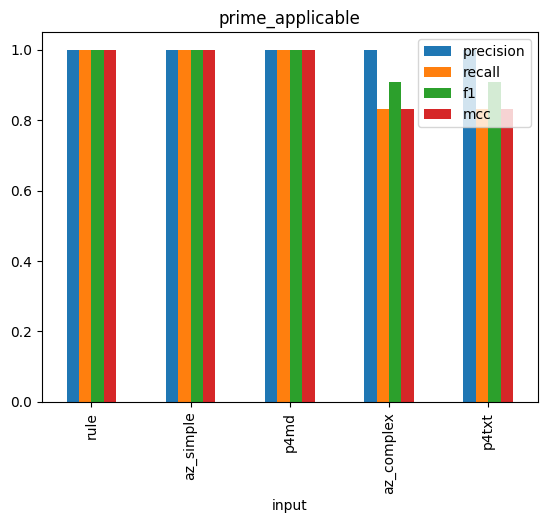 prime_applicable
precision
recall
f1
mcc
1.0
0.8
0.6
0.4
0.2
0.0
rule
az_simple
p4md
az_complex
p4txt
input